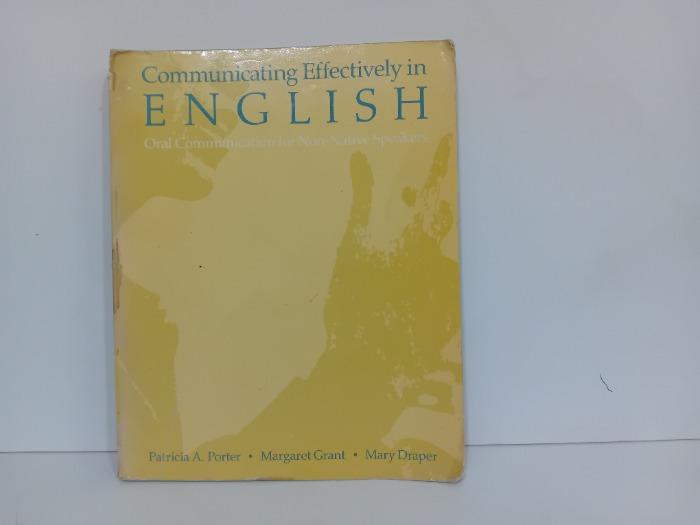 Communicating Effectively in
ENGLISH
Oral Communication for Non-Native Speakers
Patricia A. Porter • Margaret Grant • Mary Draper